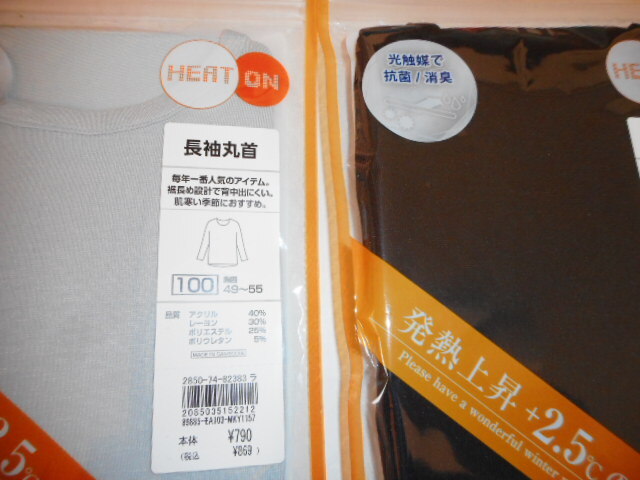 HEAT ON
長袖丸首
毎年一番人気のアイテム。
裾長め設計で背中出にくい。
肌寒い季節におすすめ。
100 胸囲 49〜55
品質 アクリル 40%
レーヨン 30%
ポリエステル 25%
ポリウレタン 5%
2850-74-82383 ラ
2085035152212
本体 ¥790
(税込 ¥869)
5℃
光触媒で
抗菌/消臭
HE
発熱上昇+2.5℃
Please have a wonderful winter